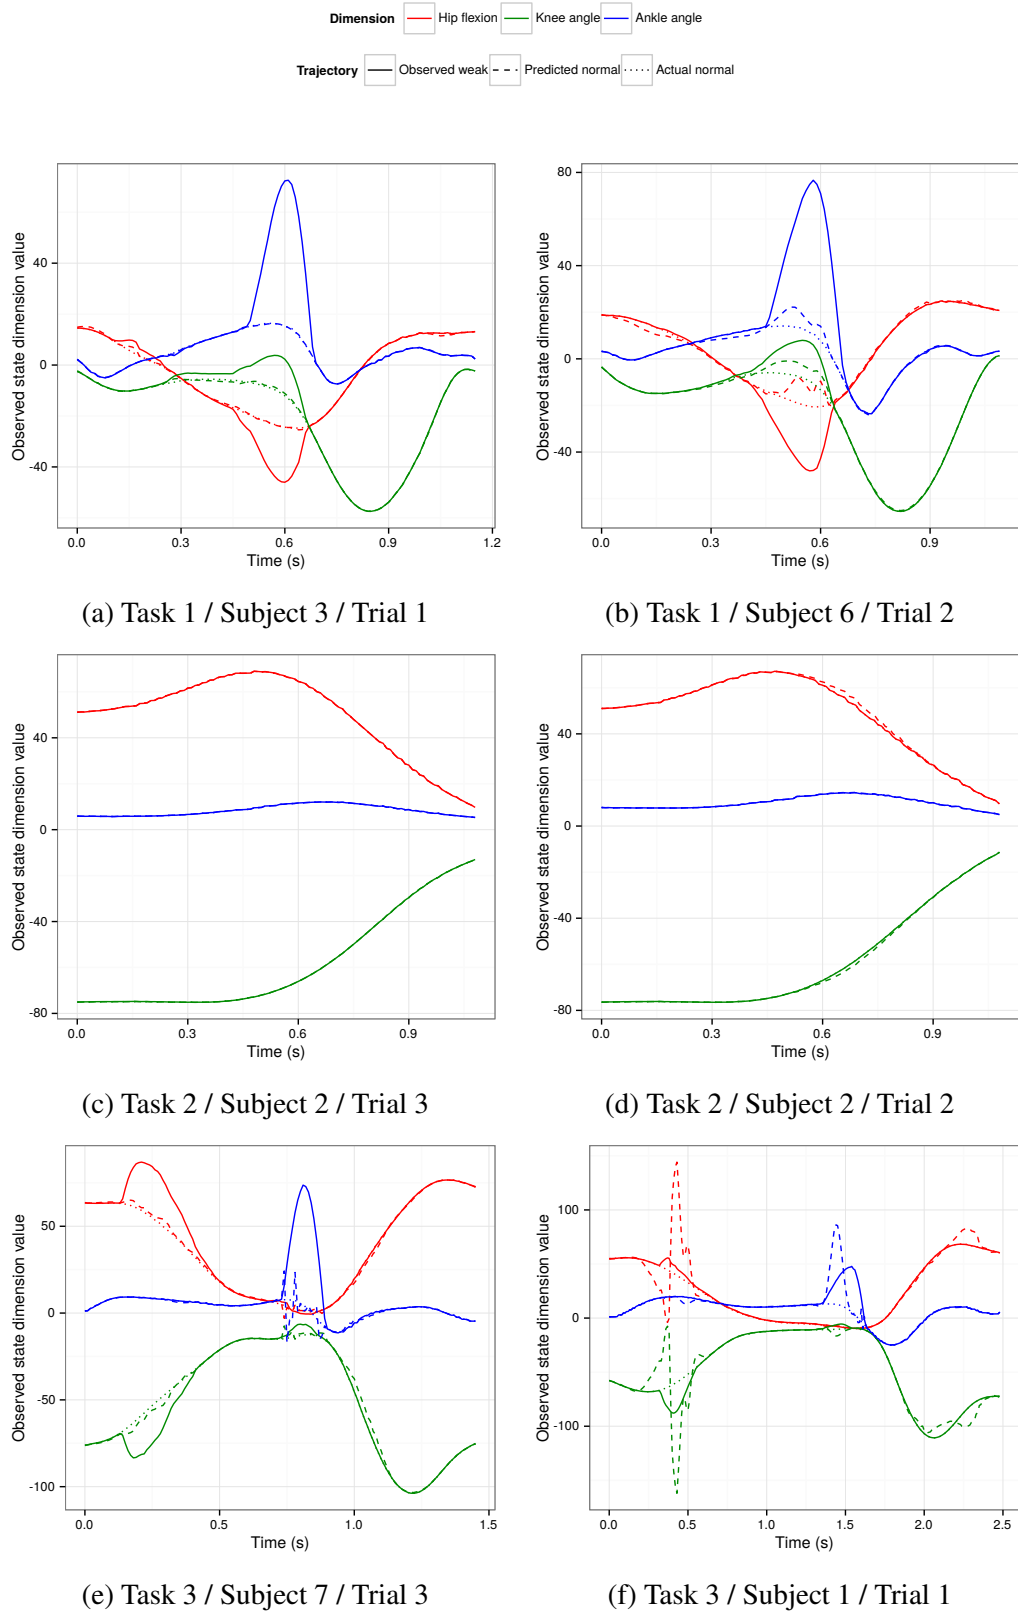 Dimension Hip flexion Knee angle Ankle angle
Trajectory Observed weak Predicted normal Actual normal
Observed state dimension value
40
0
-40
0.0 0.3 0.6 0.9 1.2
Time (s)
(a) Task 1 / Subject 3 / Trial 1
Observed state dimension value
80
40
0
-40
0.0 0.3 0.6 0.9
Time (s)
(b) Task 1 / Subject 6 / Trial 2
Observed state dimension value
40
0
-40
-80
0.0 0.3 0.6 0.9
Time (s)
(c) Task 2 / Subject 2 / Trial 3
Observed state dimension value
40
0
-40
-80
0.0 0.3 0.6 0.9
Time (s)
(d) Task 2 / Subject 2 / Trial 2
Observed state dimension value
50
0
-50
-100
0.0 0.5 1.0 1.5
Time (s)
(e) Task 3 / Subject 7 / Trial 3
Observed state dimension value
100
0
-100
0.0 0.5 1.0 1.5 2.0 2.5
Time (s)
(f) Task 3 / Subject 1 / Trial 1